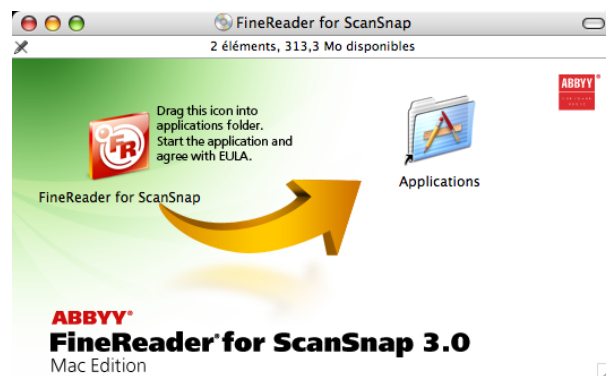 FineReader for ScanSnap
2 éléments, 313,3 Mo disponibles
Drag this icon into
applications folder.
Start the application and
agree with EULA.
FineReader for ScanSnap
Applications
ABBYY
ABBYY®
FineReader® for ScanSnap 3.0
Mac Edition